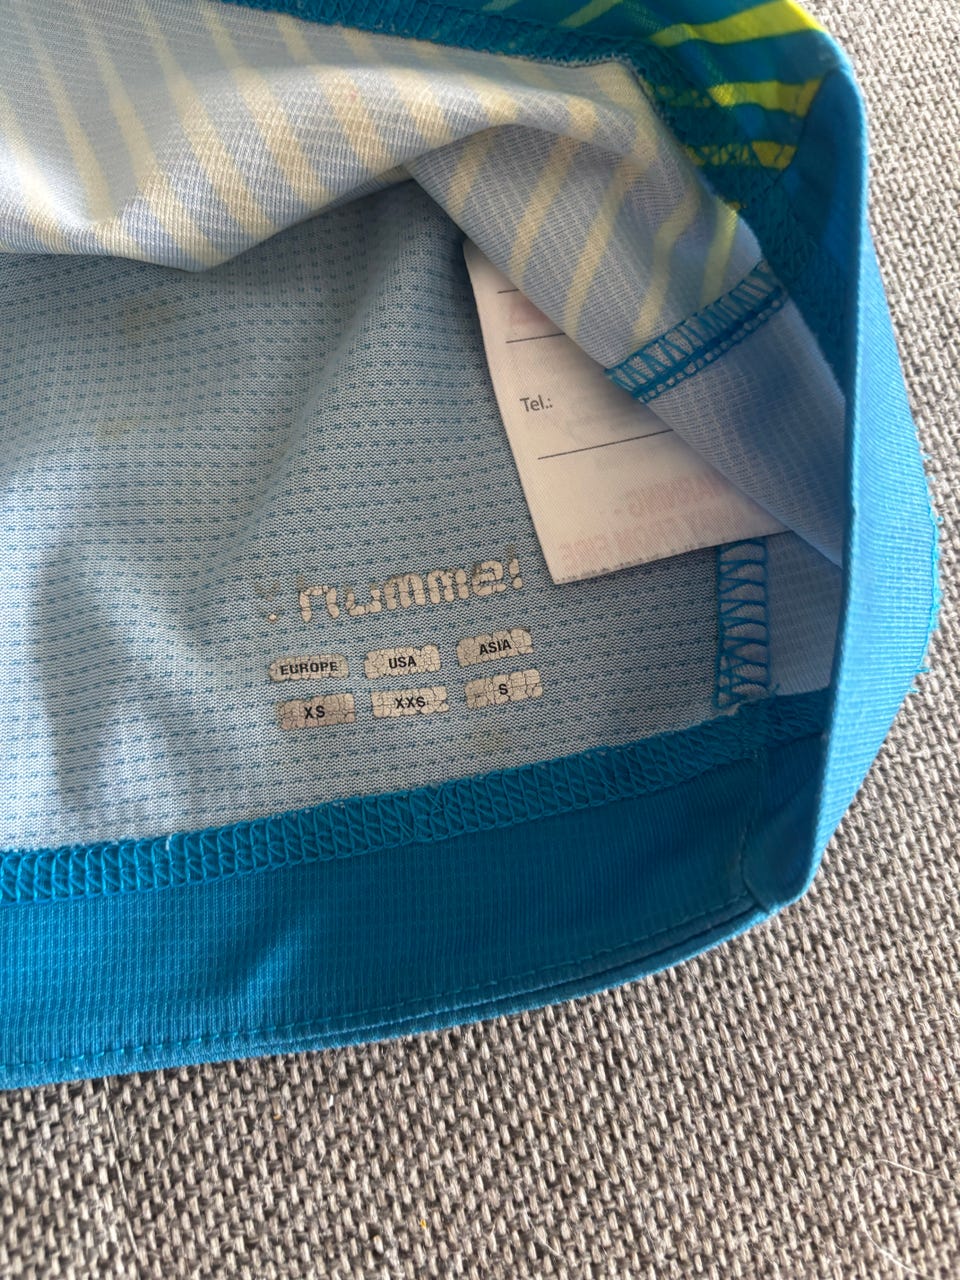 Tel.:
hummel
EUROPE USA ASIA
XS XXS S